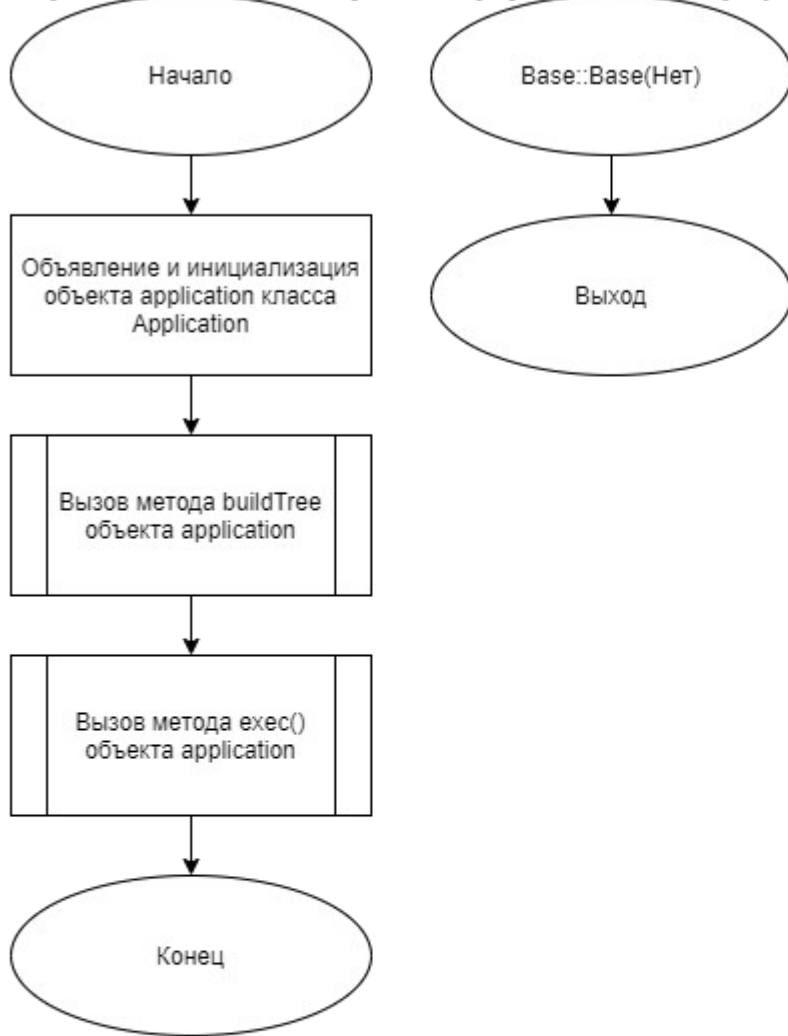 Начало
Base::Base(Нет)
Объявление и инициализация
объекта application класса
Application
Выход
Вызов метода buildTree
объекта application
Вызов метода exec()
объекта application
Конец